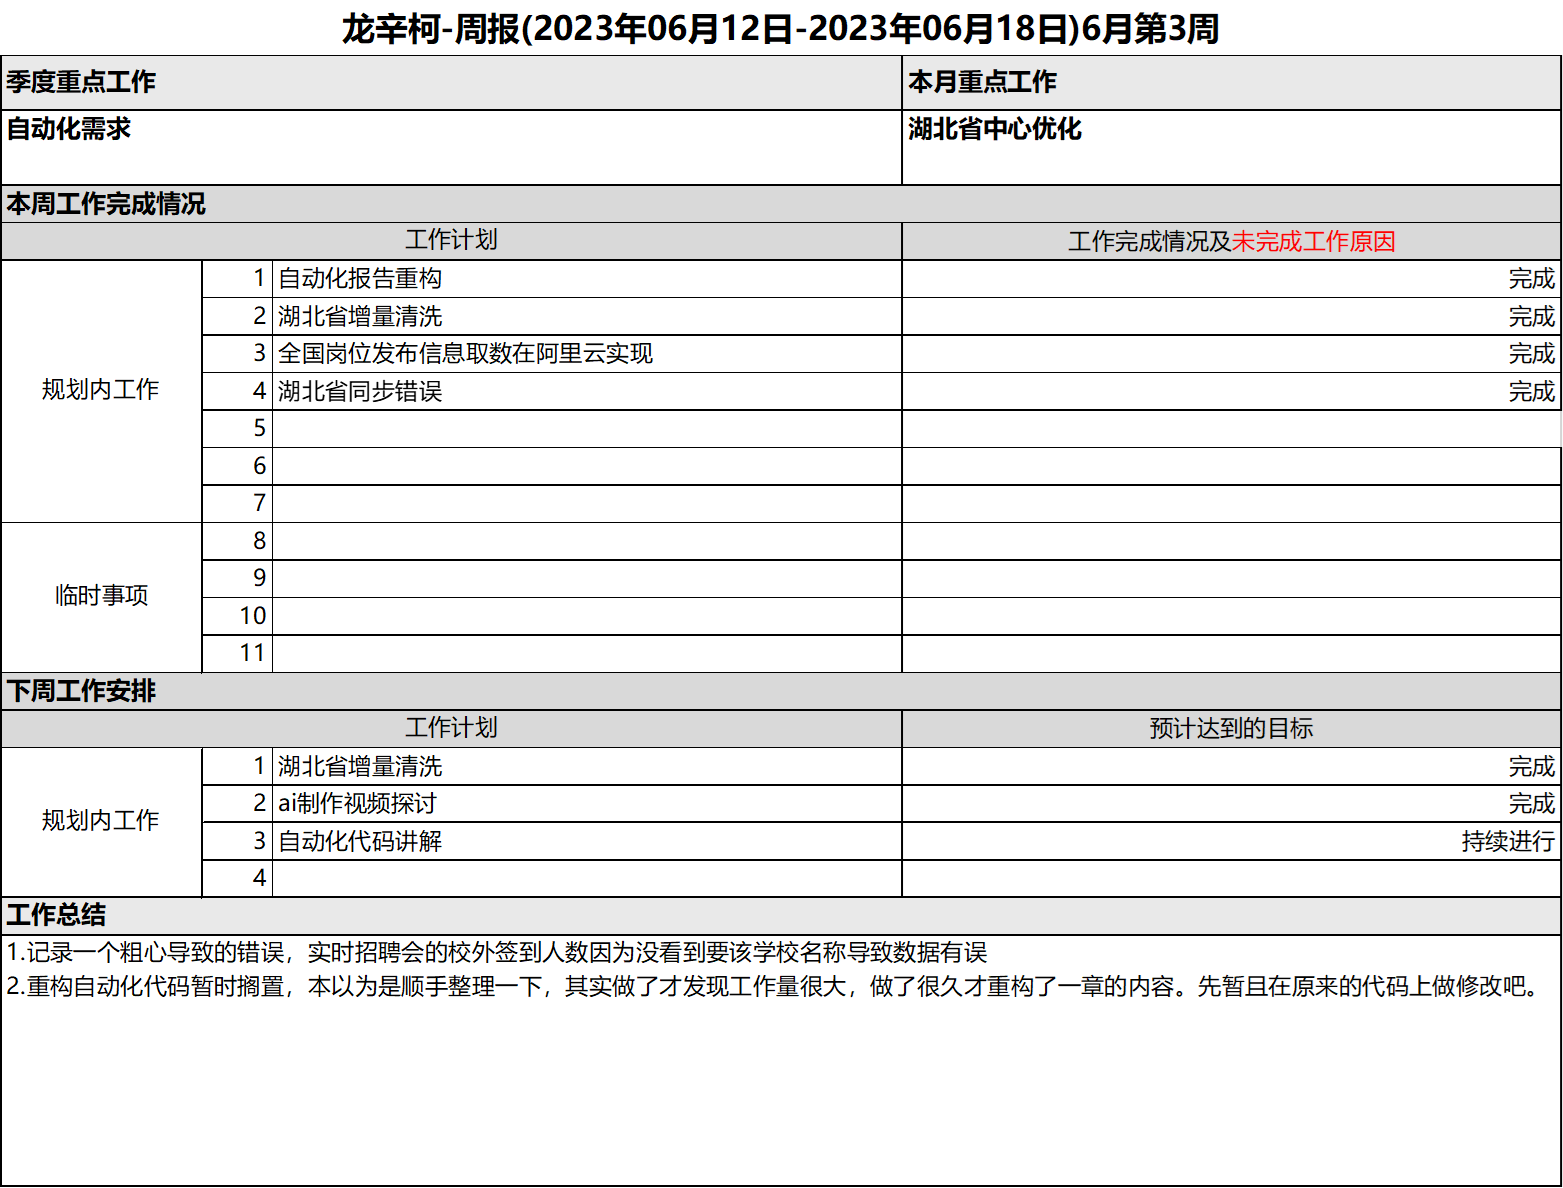 龙辛柯-周报(2023年06月12日-2023年06月18日)6月第3周
季度重点工作 本月重点工作
自动化需求 湖北省中心优化
本周工作完成情况
工作计划 工作完成情况及未完成工作原因
规划内工作
1 自动化报告重构 完成
2 湖北省增量清洗 完成
3 全国岗位发布信息取数在阿里云实现 完成
4 湖北省同步错误 完成
5
6
7
临时事项
8
9
10
11
下周工作安排
工作计划 预计达到的目标
规划内工作
1 湖北省增量清洗 完成
2 ai制作视频探讨 完成
3 自动化代码讲解 持续进行
4
工作总结
1.记录一个粗心导致的错误，实时招聘会的校外签到人数因为没看到要该学校名称导致数据有误
2.重构自动化代码暂时搁置，本以为是顺手整理一下，其实做了才发现工作量很大，做了很久才重构了一章的内容。先暂且在原来的代码上做修改吧。